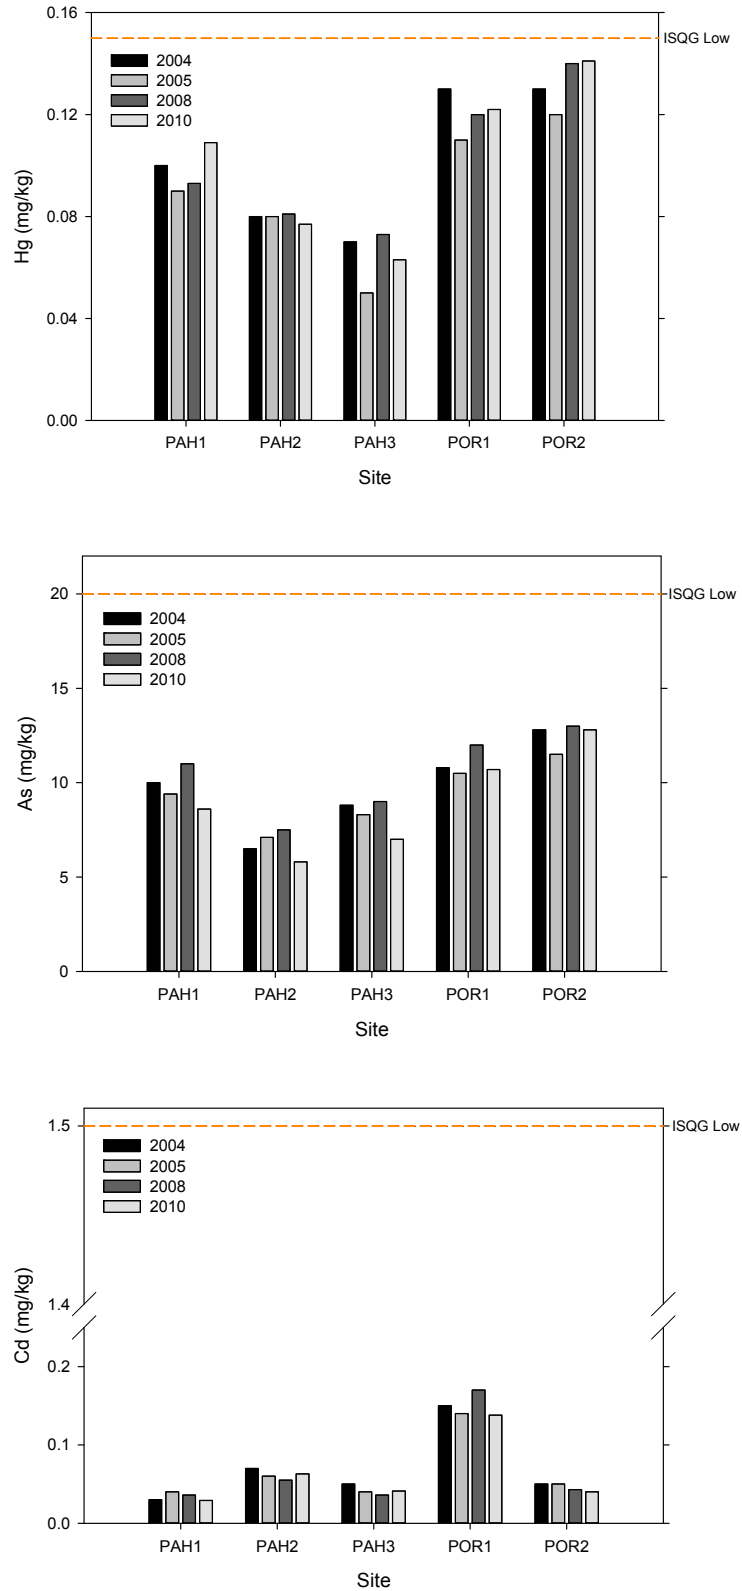 0.16
ISQG Low
2004
2005
2008
2010
0.12
0.08
0.04
0.00
Hg (mg/kg)
PAH1 PAH2 PAH3 POR1 POR2
Site
20
ISQG Low
2004
2005
2008
2010
15
10
5
0
As (mg/kg)
PAH1 PAH2 PAH3 POR1 POR2
Site
1.5
ISQG Low
2004
2005
2008
2010
1.4
0.2
0.1
0.0
Cd (mg/kg)
PAH1 PAH2 PAH3 POR1 POR2
Site